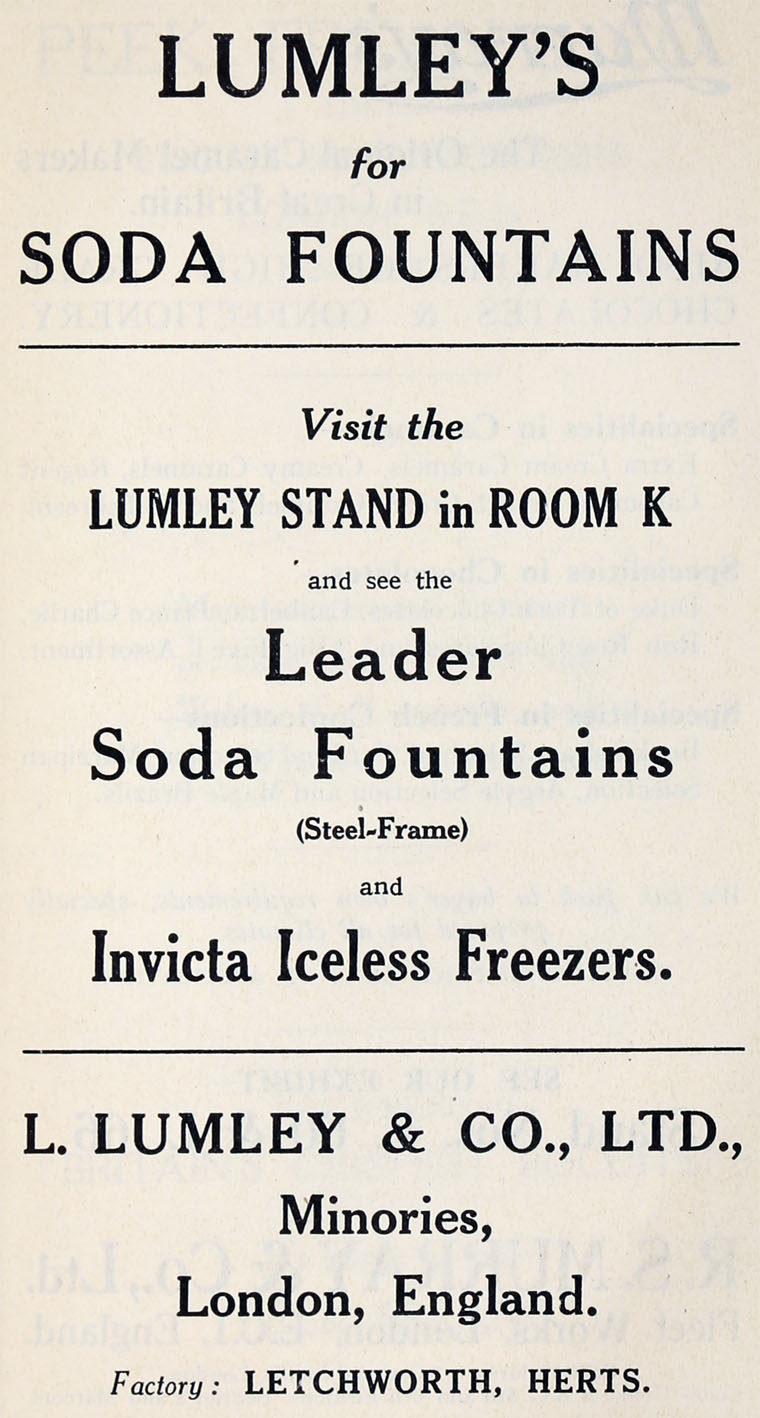 LUMLEY'S
for
SODA FOUNTAINS
Visit the
LUMLEY STAND in ROOM K
and see the
Leader
Soda Fountains
(Steel-Frame)
and
Invicta Iceless Freezers.
L. LUMLEY & CO., LTD.,
Minories,
London, England.
Factory: LETCHWORTH, HERTS.